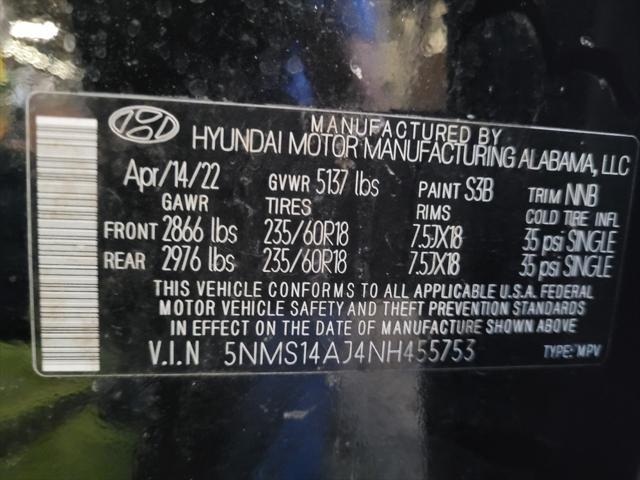 MANUFACTURED BY
HYUNDAI MOTOR MANUFACTURING ALABAMA, LLC
Apr/14/22 GVWR 5137 lbs PAINT S3B TRIM NNB
GAWR TIRES RIMS COLD TIRE INFL
FRONT 2866 lbs 235/60R18 7.5JX18 35 psi SINGLE
REAR 2976 lbs 235/60R18 7.5JX18 35 psi SINGLE
THIS VEHICLE CONFORMS TO ALL APPLICABLE U.S.A. FEDERAL
MOTOR VEHICLE SAFETY AND THEFT PREVENTION STANDARDS
IN EFFECT ON THE DATE OF MANUFACTURE SHOWN ABOVE
V.I.N 5NMS14AJ4NH455753 TYPE: MPV